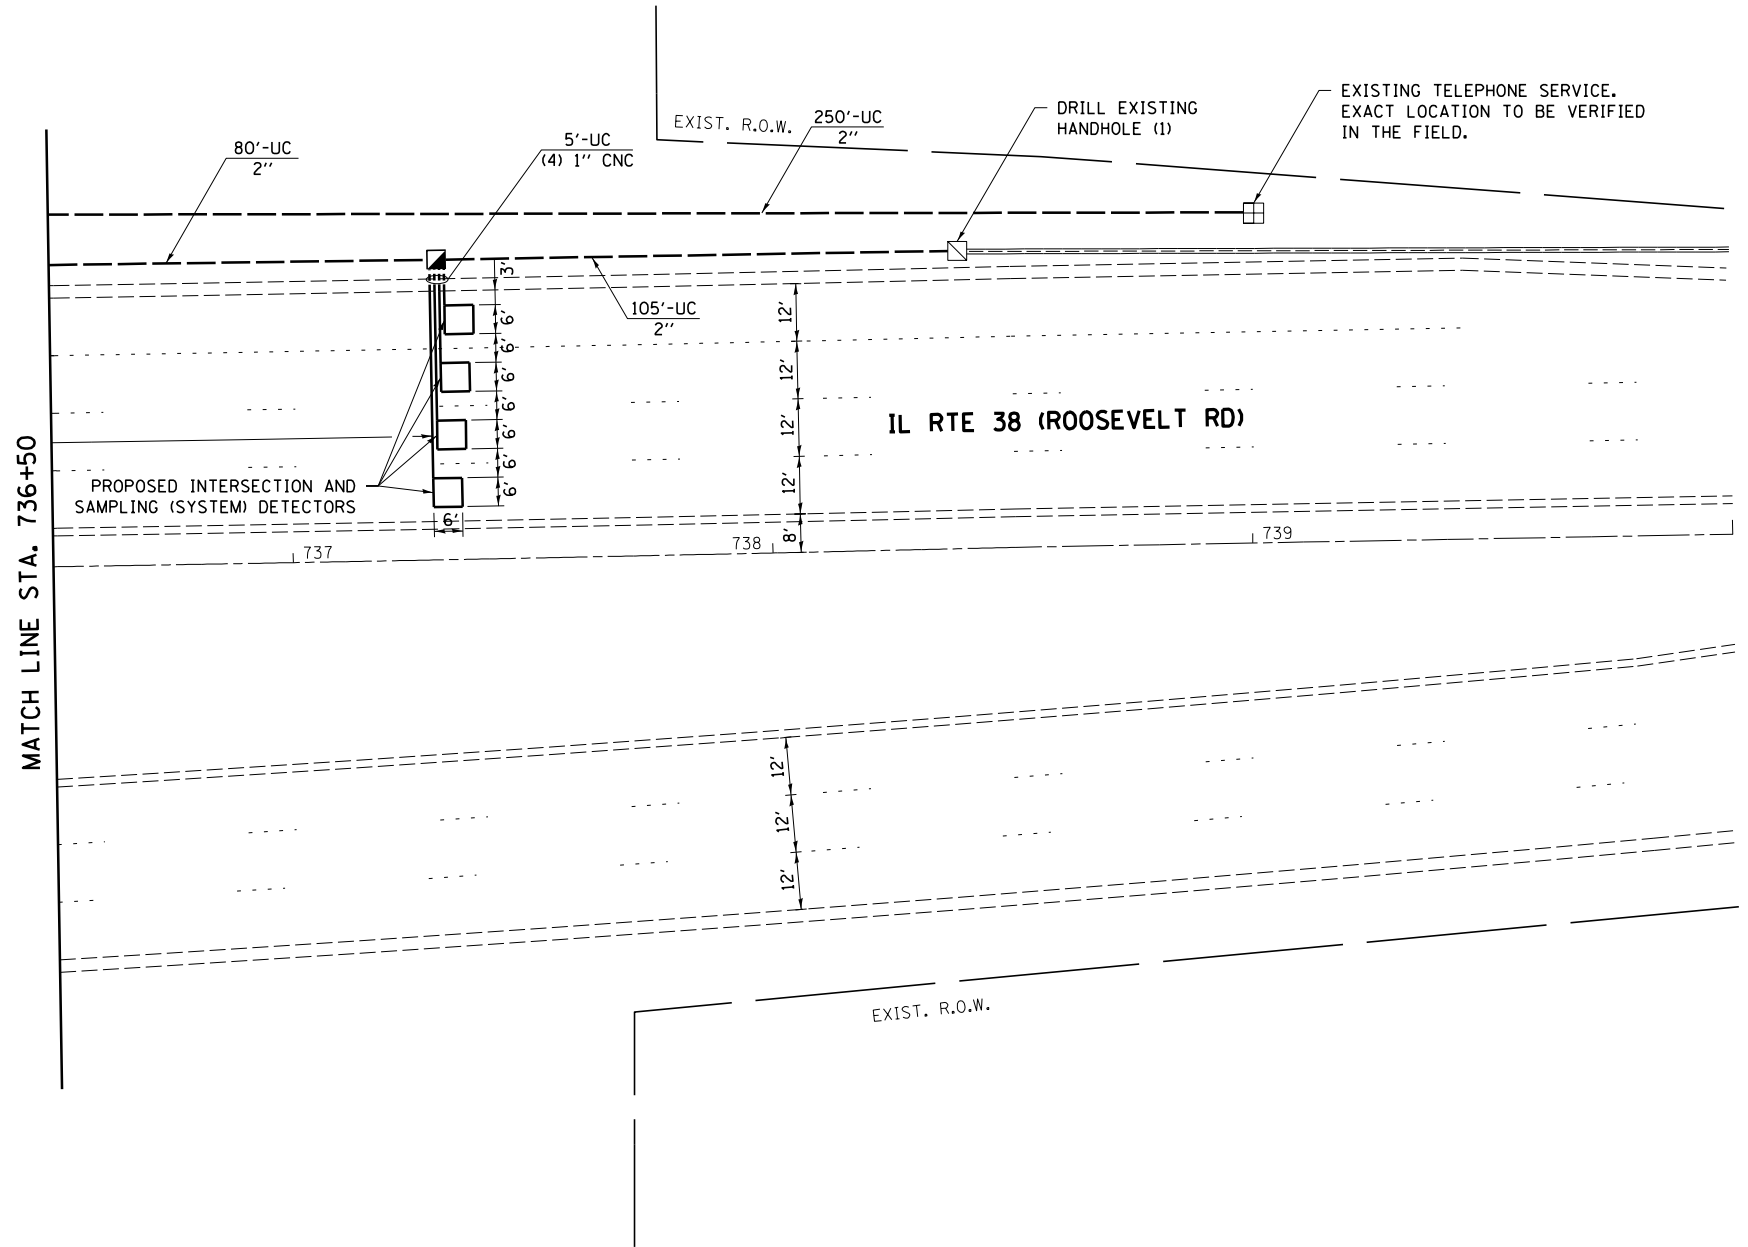 EXISTING TELEPHONE SERVICE.
EXACT LOCATION TO BE VERIFIED
IN THE FIELD.
DRILL EXISTING
HANDHOLE (1)
EXIST. R.O.W.
250'-UC
2''
5'-UC
(4) 1'' CNC
80'-UC
2''
105'-UC
2''
3'
6'
6'
6'
6'
6'
6'
6'
6'
12'
12'
12'
12'
8'
IL RTE 38 (ROOSEVELT RD)
PROPOSED INTERSECTION AND
SAMPLING (SYSTEM) DETECTORS
737
738
739
MATCH LINE STA. 736+50
12'
12'
12'
EXIST. R.O.W.